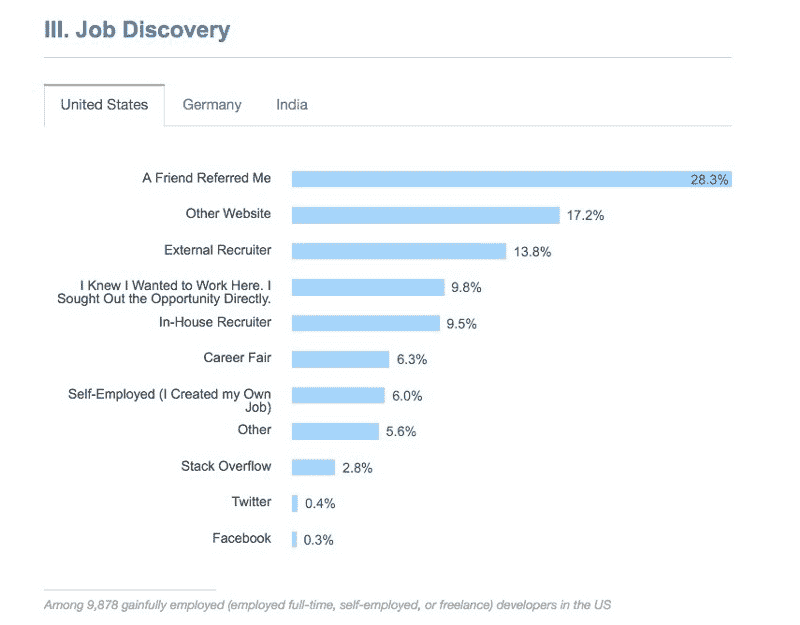 III. Job Discovery
United States Germany India
A Friend Referred Me 28.3%
Other Website 17.2%
External Recruiter 13.8%
I Knew I Wanted to Work Here. I
Sought Out the Opportunity Directly. 9.8%
In-House Recruiter 9.5%
Career Fair 6.3%
Self-Employed (I Created my Own
Job) 6.0%
Other 5.6%
Stack Overflow 2.8%
Twitter 0.4%
Facebook 0.3%
Among 9,878 gainfully employed (employed full-time, self-employed, or freelance) developers in the US